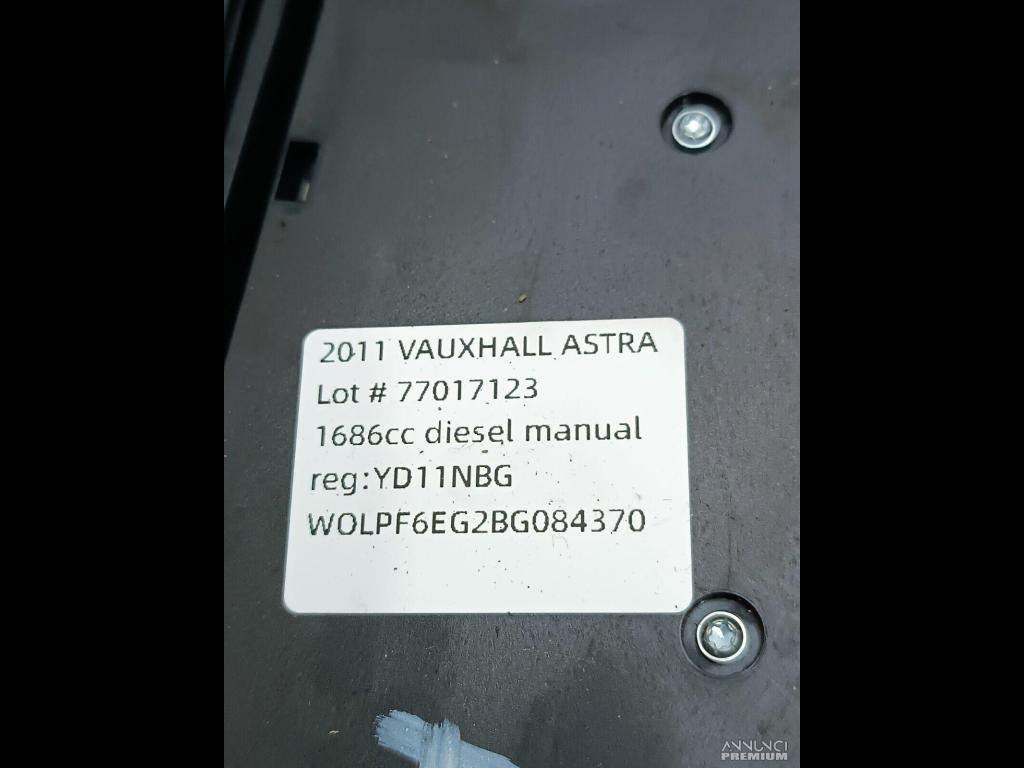 2011 VAUXHALL ASTRA
Lot # 77017123
1686cc diesel manual
reg:YD11NBG
WOLPF6EG2BG084370
ANNUNCI
PREMIUM